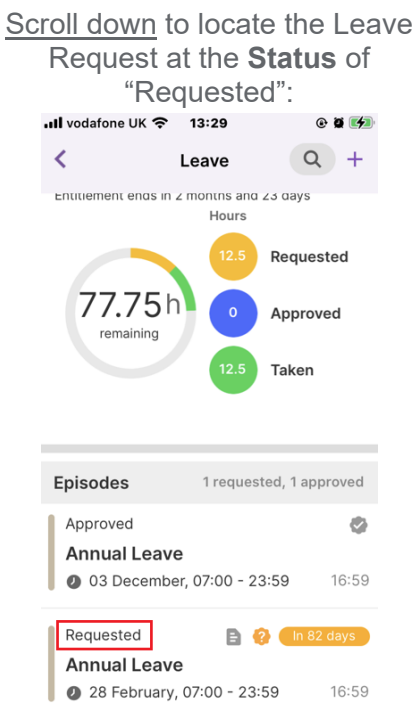 Scroll down to locate the Leave
Request at the Status of
“Requested”:
vodafone UK 13:29
Leave
Entitlement ends in 2 months and 23 days
Hours
12.5 Requested
77.75h
remaining
0 Approved
12.5 Taken
Episodes 1 requested, 1 approved
Approved
Annual Leave
03 December, 07:00 - 23:59 16:59
Requested In 82 days
Annual Leave
28 February, 07:00 - 23:59 16:59